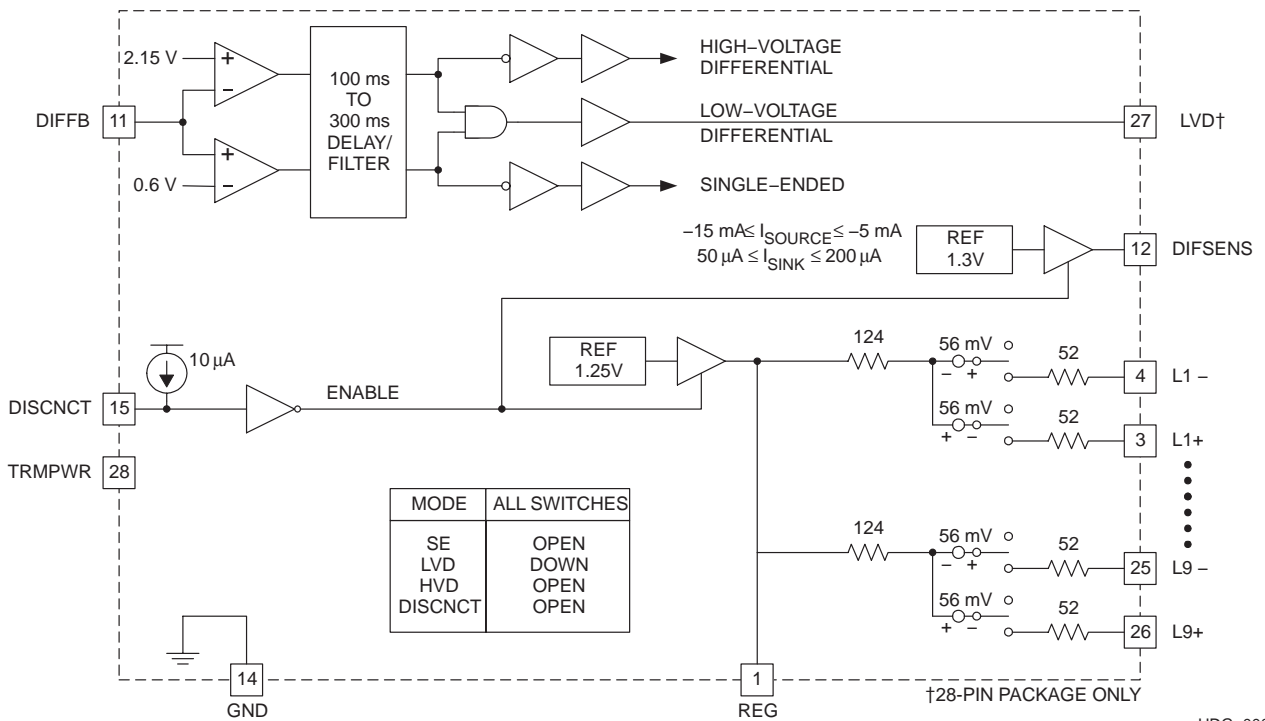 HIGH–VOLTAGE
DIFFERENTIAL
2.15 V
+
–
100 ms
TO
300 ms
DELAY/
FILTER
DIFFB
11
LOW–VOLTAGE
DIFFERENTIAL
27
LVD†
+
–
0.6 V
SINGLE–ENDED
–15 mA≤ ISOURCE≤ –5 mA
50 µA ≤ ISINK ≤ 200 µA
REF
1.3V
12
DIFSENS
10 µA
REF
1.25V
124
56 mV
– +
52
4
L1 –
DISCNCT
15
ENABLE
56 mV
+ –
52
3
L1+
TRMPWR
28
MODE ALL SWITCHES
SE OPEN
LVD DOWN
HVD OPEN
DISCNCT OPEN
124
56 mV
– +
52
25
L9 –
56 mV
+ –
52
26
L9+
14
GND
1
REG
†28-PIN PACKAGE ONLY